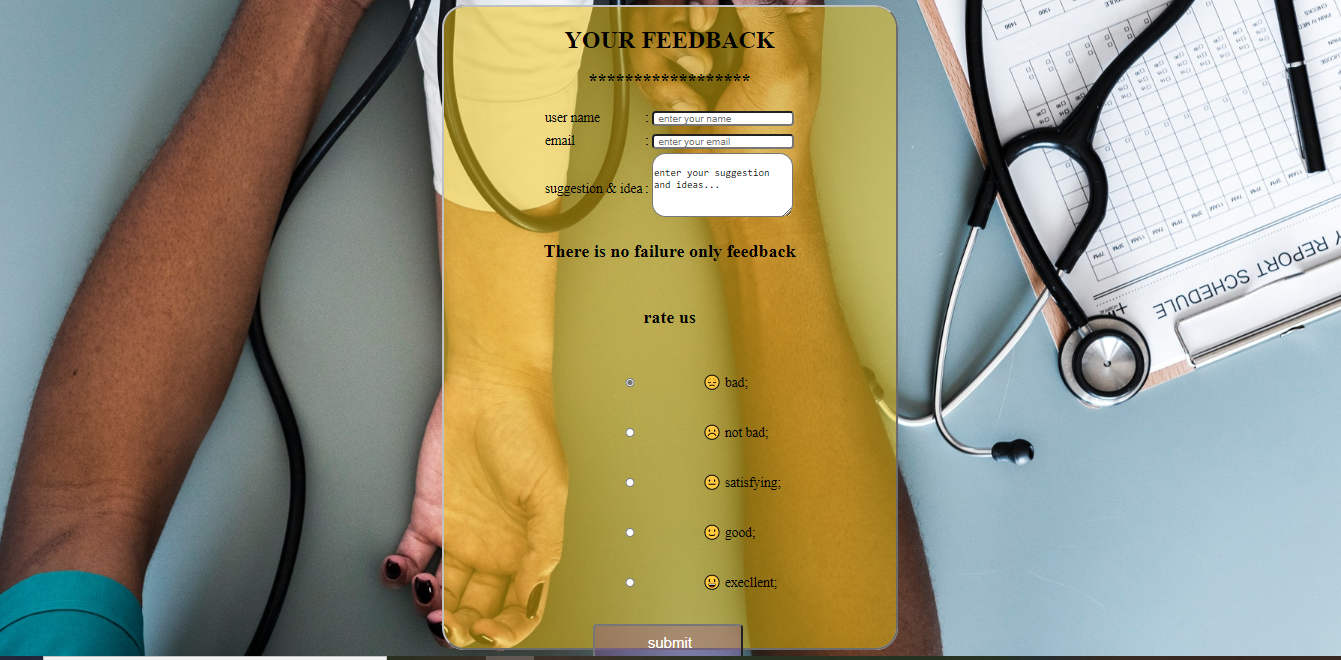 YOUR FEEDBACK
******************
user name : enter your name
email : enter your email
suggestion & idea : enter your suggestion
and ideas...
There is no failure only feedback
rate us
bad;
not bad;
satisfying;
good;
execllent;
submit
REPORT SCHEDULE